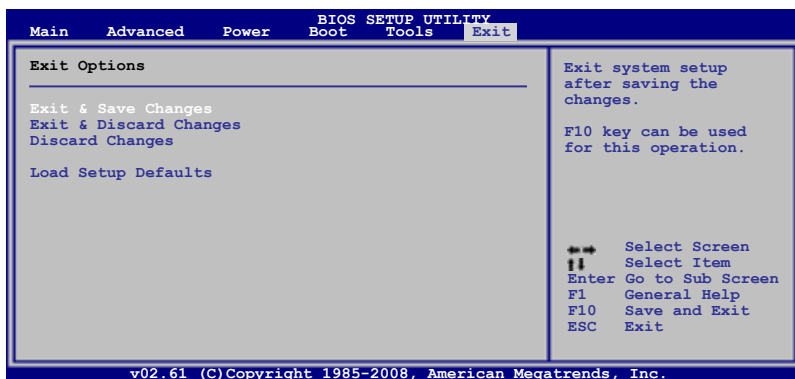 BIOS SETUP UTILITY
Main Advanced Power Boot Tools Exit
Exit Options
Exit & Save Changes
Exit & Discard Changes
Discard Changes
Load Setup Defaults
Exit system setup
after saving the
changes.
F10 key can be used
for this operation.
Select Screen
Select Item
Enter Go to Sub Screen
F1 General Help
F10 Save and Exit
ESC Exit
v02.61 (C)Copyright 1985-2008, American Megatrends, Inc.